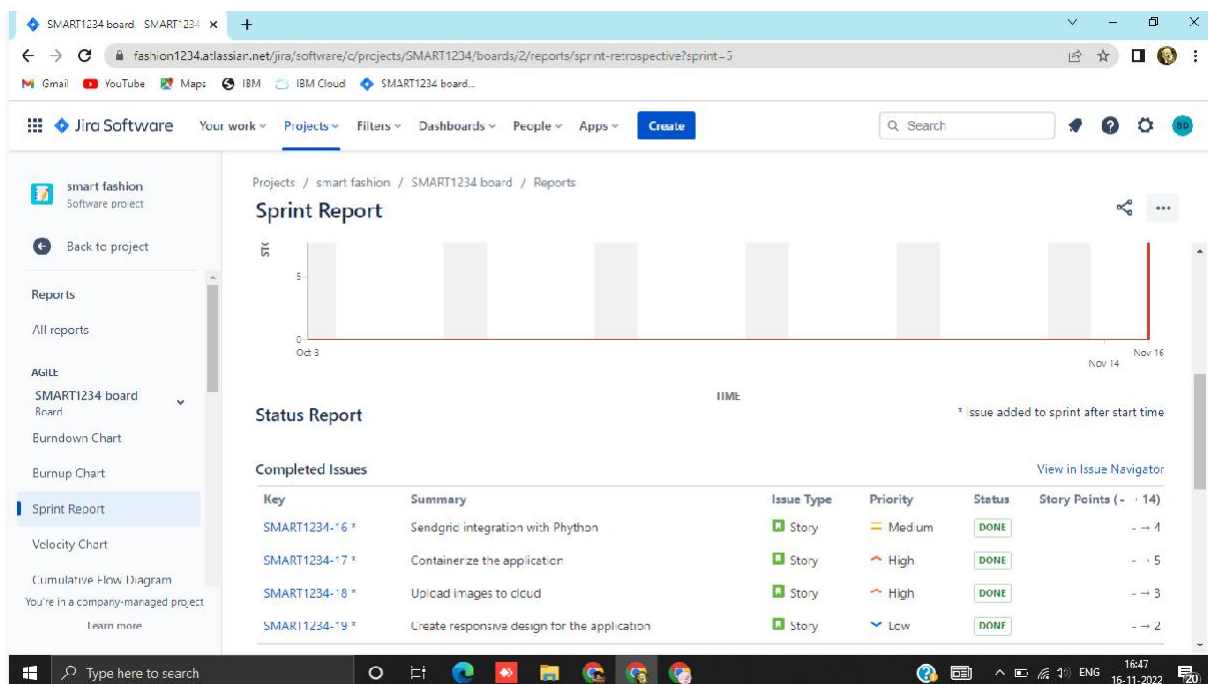 SMART1234 board - SMART1234
fashion1234.atlassian.net/jira/software/c/projects/SMART1234/boards/2/reports/sprint-retrospective?sprint=5
Gmail YouTube Maps IBM IBM Cloud SMART1234 board...
Jira Software Your work Projects Filters Dashboards People Apps Create Search BD
smart fashion
Software project
Back to project
Reports
All reports
AGILE
SMART1234 board
Board
Burndown Chart
Burnup Chart
Sprint Report
Velocity Chart
Cumulative Flow Diagram
You're in a company-managed project
Learn more
Projects / smart fashion / SMART1234 board / Reports
Sprint Report
5
0
Oct 3 Nov 14 Nov 16
TIME
Status Report * Issue added to sprint after start time
Completed Issues View in Issue Navigator
Key Summary Issue Type Priority Status Story Points (- → 14)
SMART1234-16 * Sendgrid integration with Phython Story Medium DONE - → 4
SMART1234-17 * Containerize the application Story High DONE - → 5
SMART1234-18 * Upload images to cloud Story High DONE - → 3
SMART1234-19 * Create responsive design for the application Story Low DONE - → 2
Type here to search ENG 16:47
16-11-2022 20